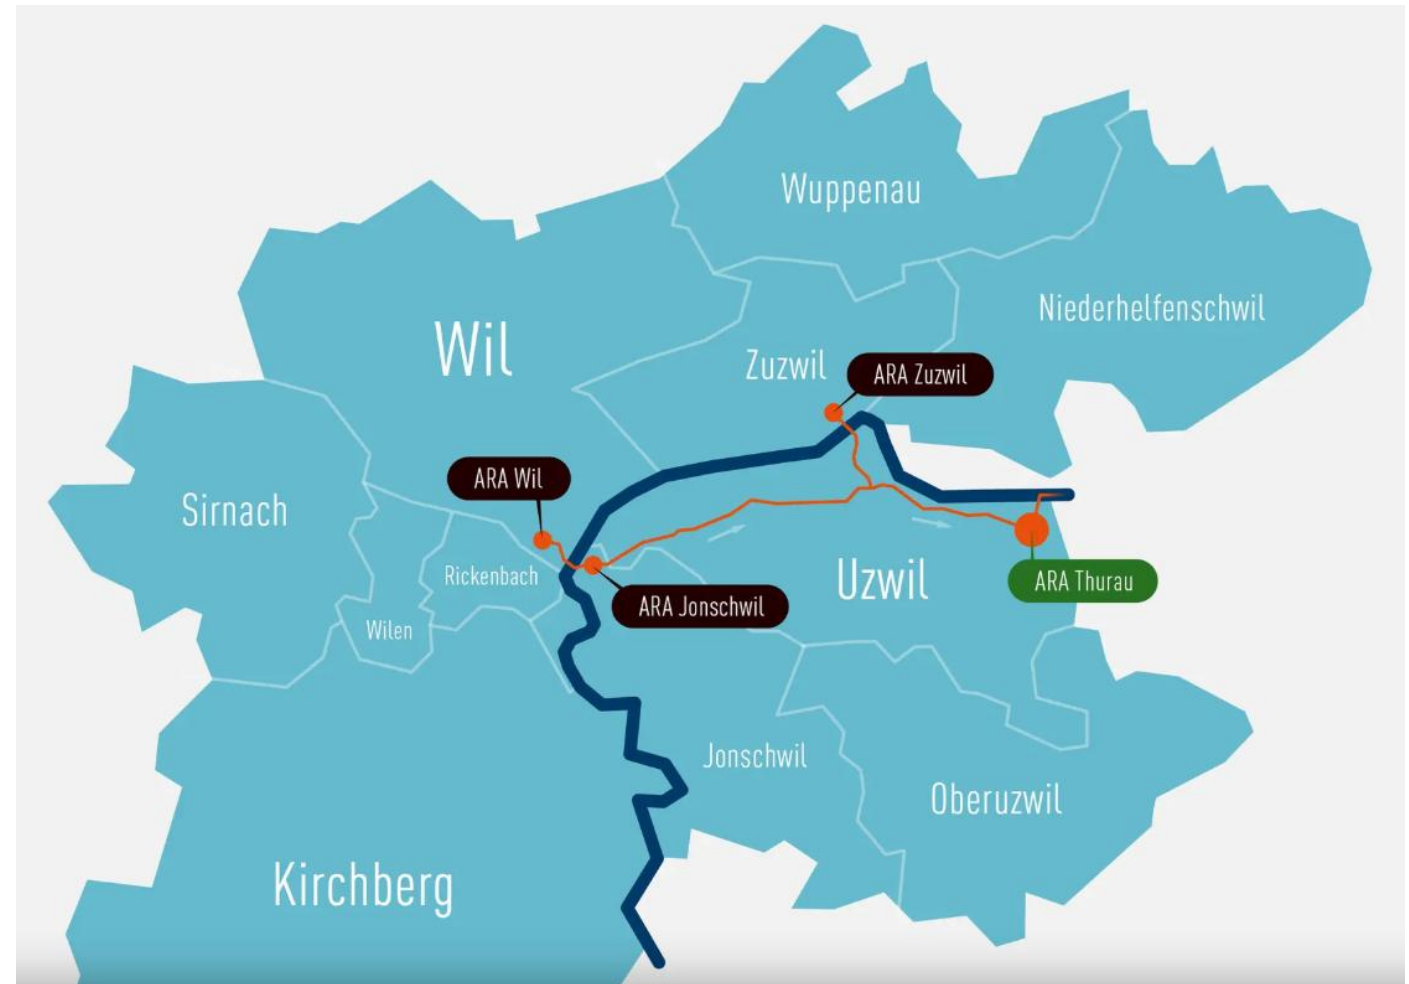 Wuppenau
Niederhelfenschwil
Wil
Zuzwil
ARA Zuzwil
ARA Wil
Sirnach
Rickenbach
Uzwil
ARA Thurau
ARA Jonschwil
Wilen
Jonschwil
Oberuzwil
Kirchberg